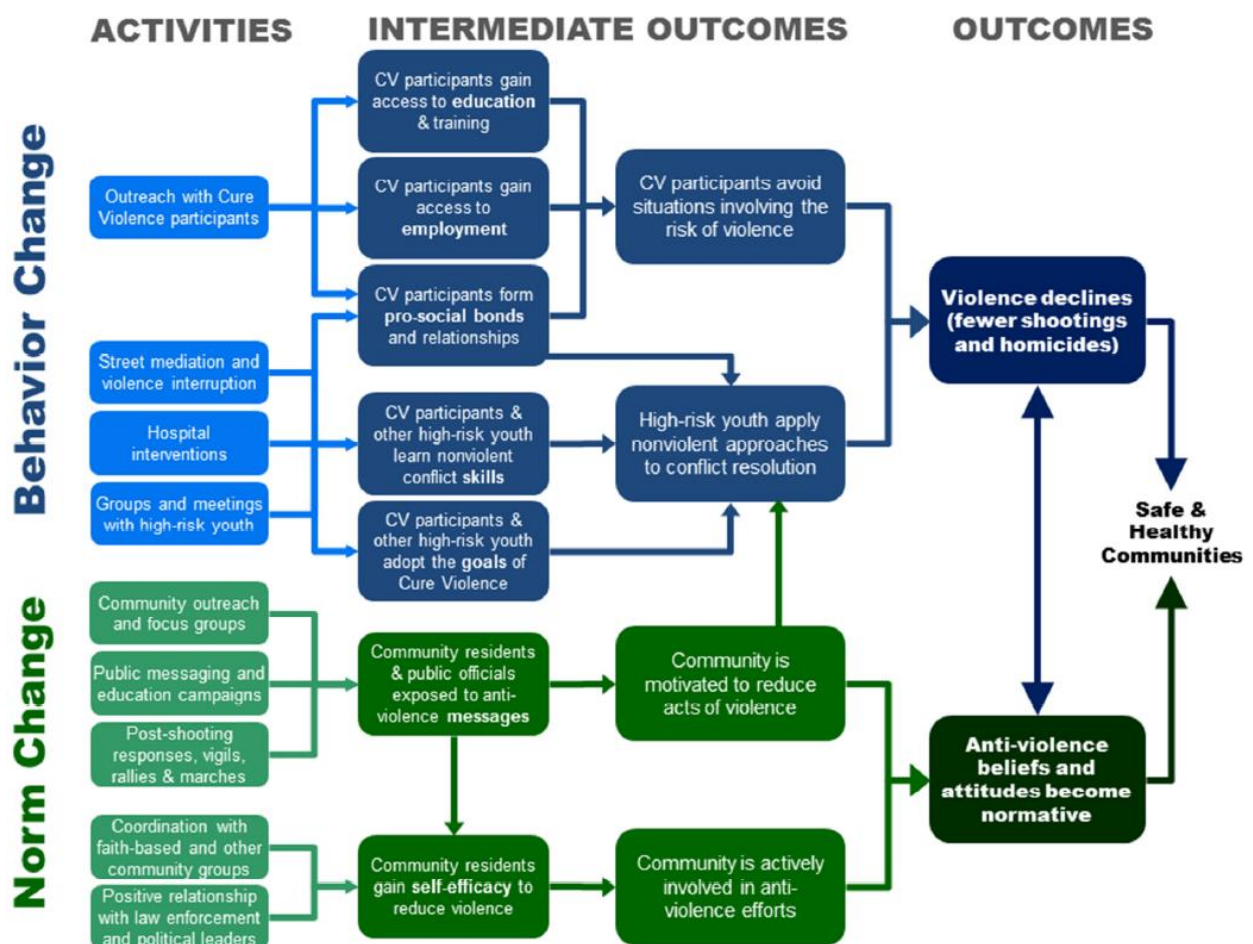 ACTIVITIES
INTERMEDIATE OUTCOMES
OUTCOMES
Behavior Change
Norm Change
Outreach with Cure
Violence participants
Street mediation and
violence interruption
Hospital
interventions
Groups and meetings
with high-risk youth
Community outreach
and focus groups
Public messaging and
education campaigns
Post-shooting
responses, vigils,
rallies & marches
Coordination with
faith-based and other
community groups
Positive relationship
with law enforcement
and political leaders
CV participants gain
access to education
& training
CV participants gain
access to
employment
CV participants form
pro-social bonds
and relationships
CV participants &
other high-risk youth
learn nonviolent
conflict skills
CV participants &
other high-risk youth
adopt the goals of
Cure Violence
Community residents
& public officials
exposed to anti-
violence messages
Community residents
gain self-efficacy to
reduce violence
CV participants avoid
situations involving the
risk of violence
High-risk youth apply
nonviolent approaches
to conflict resolution
Community is
motivated to reduce
acts of violence
Community is actively
involved in anti-
violence efforts
Violence declines
(fewer shootings
and homicides)
Anti-violence
beliefs and
attitudes become
normative
Safe &
Healthy
Communities